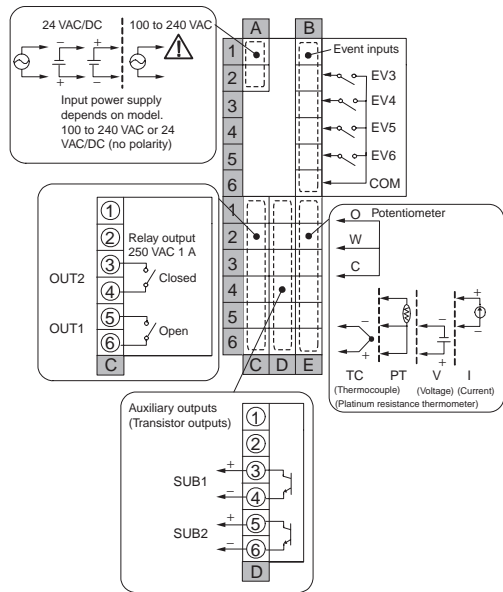 24 VAC/DC
100 to 240 VAC
− + 
+ −
Input power supply
depends on model.
100 to 240 VAC or 24
VAC/DC (no polarity)
A
B
1
2
3
4
5
6
Event inputs
EV3
EV4
EV5
EV6
COM
1
2
3
4
5
6
C
D
E
1
2
3
4
5
6
C
Relay output
250 VAC 1 A
OUT2
Closed
OUT1
Open
O
Potentiometer
W
C
−
+
−
+
+
−
TC
PT
V
I
(Thermocouple)
(Voltage)
(Current)
(Platinum resistance thermometer)
Auxiliary outputs
(Transistor outputs)
1
2
3
4
5
6
D
+
SUB1
−
+
SUB2
−